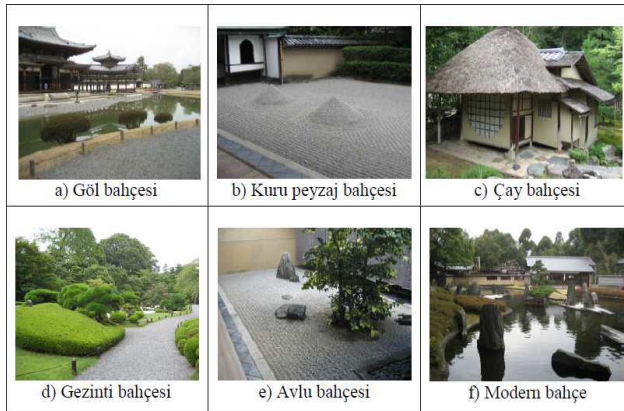 a) Göl bahçesi
b) Kuru peyzaj bahçesi
c) Çay bahçesi
d) Gezinti bahçesi
e) Avlu bahçesi
f) Modern bahçe